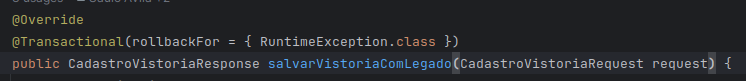 @Override
@Transactional(rollbackFor = { RuntimeException.class })
public CadastroVistoriaResponse salvarVistoriaComLegado(CadastroVistoriaRequest request) {